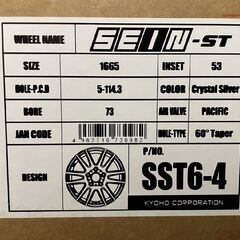 WHEEL NAME SEIN-ST
SIZE 1665 INSET 53
HOLE-P.C.D 5-114.3 COLOR Crystal Silver
BORE 73 AIR VALVE PACIFIC
JAN CODE 4982716730982 HOLE-TYPE 60° Taper
DESIGN P/NO. SST6-4
KYOHO CORPORATION